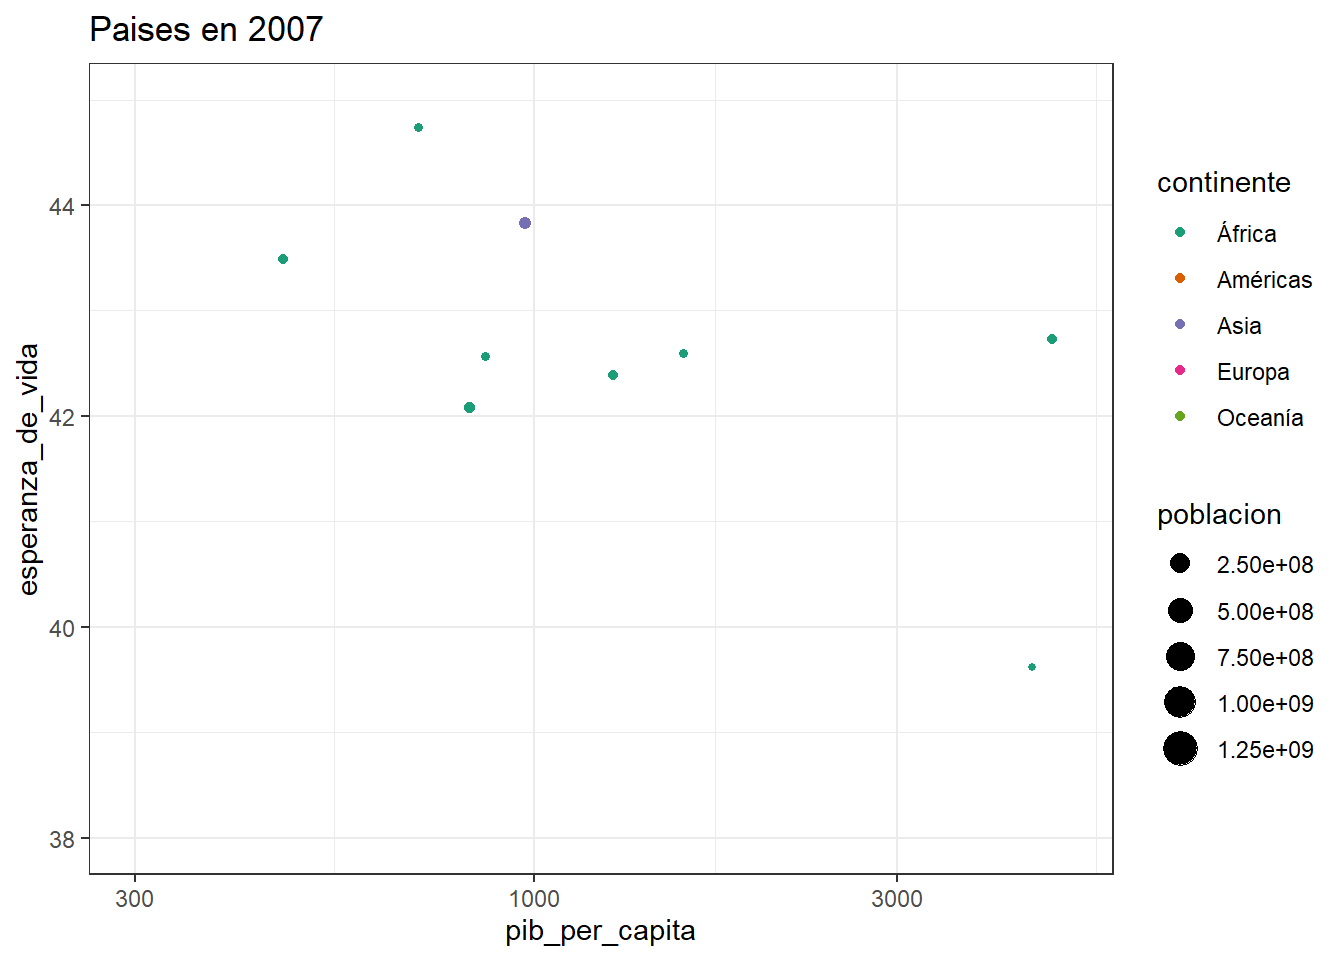 Paises en 2007
esperanza_de_vida
44
42
40
38
300
1000
3000
pib_per_capita
continente
África
Américas
Asia
Europa
Oceanía
poblacion
2.50e+08
5.00e+08
7.50e+08
1.00e+09
1.25e+09